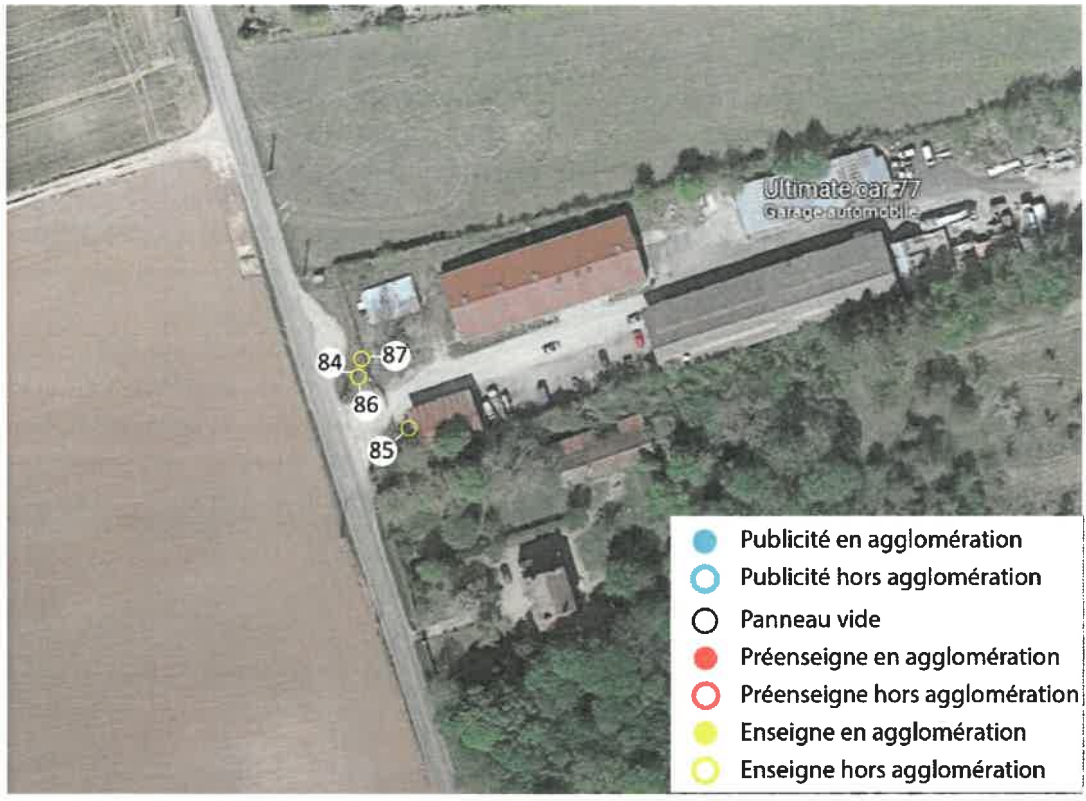 Ultimate car 77
Garage automobile
84
87
86
85
Publicité en agglomération
Publicité hors agglomération
Panneau vide
Préenseigne en agglomération
Préenseigne hors agglomération
Enseigne en agglomération
Enseigne hors agglomération